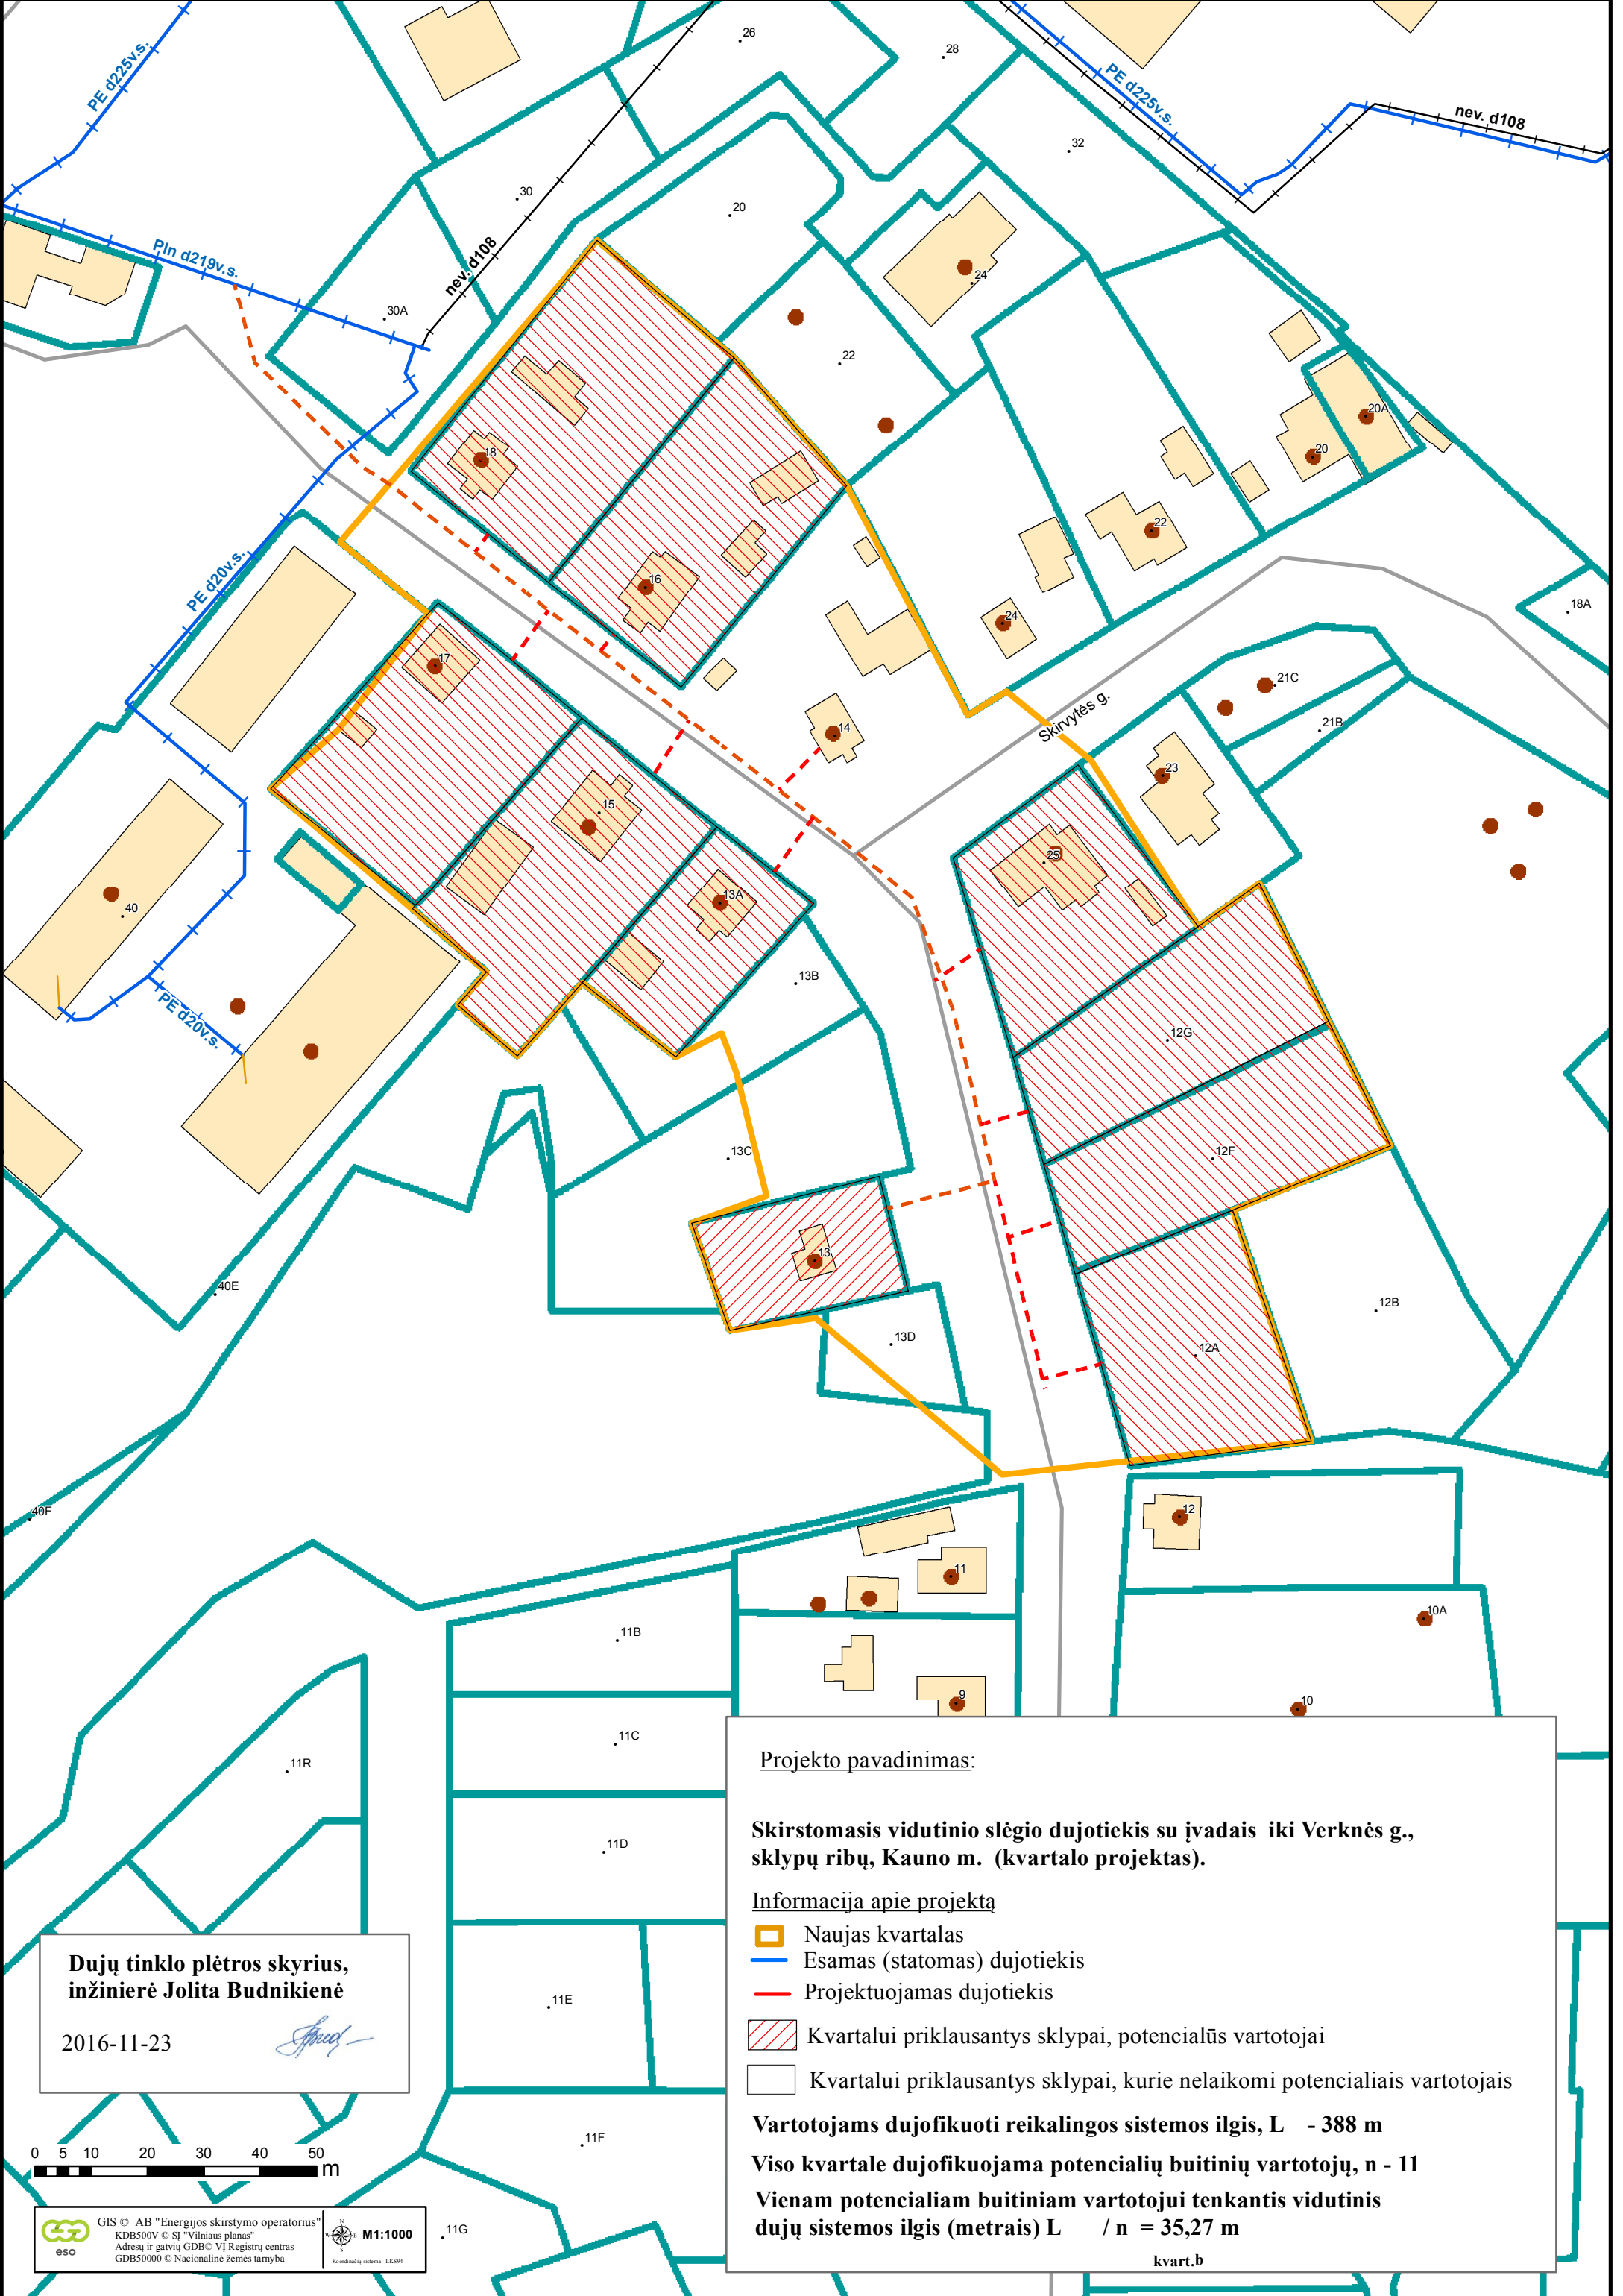 PE d225v.s.
26
28
PE d225v.s.
nev. d108
32
30
20
Pln d219v.s.
nev. d108
24
30A
22
20A
18
20
22
16
PE d20v.s.
24
18A
17
21C
21B
Skirvytės g.
14
23
15
25
13A
40
13B
PE d20v.s.
12G
13C
12F
13
40E
12B
13D
12A
40F
12
11
10A
11B
9
10
11C
11R
11D
11E
11F
11G
Projekto pavadinimas:
Skirstomasis vidutinio slėgio dujotiekis su įvadais iki Verknės g.,
sklypų ribų, Kauno m. (kvartalo projektas).
Informacija apie projektą
Naujas kvartalas
Esamas (statomas) dujotiekis
Projektuojamas dujotiekis
Kvartalui priklausantys sklypai, potencialūs vartotojai
Kvartalui priklausantys sklypai, kurie nelaikomi potencialiais vartotojais
Vartotojams dujofikuoti reikalingos sistemos ilgis, L - 388 m
Viso kvartale dujofikuojama potencialių buitinių vartotojų, n - 11
Vienam potencialiam buitiniam vartotojui tenkantis vidutinis
dujų sistemos ilgis (metrais) L / n = 35,27 m
kvart.b
Dujų tinklo plėtros skyrius,
inžinierė Jolita Budnikienė
2016-11-23
0 5 10 20 30 40 50
m
eso
GIS © AB "Energijos skirstymo operatorius"
KDB500V © SĮ "Vilniaus planas"
Adresų ir gatvių GDB© VĮ Registrų centras
GDB50000 © Nacionalinė žemės tarnyba
N
W E
S
M1:1000
Koordinačių sistema - LKS94